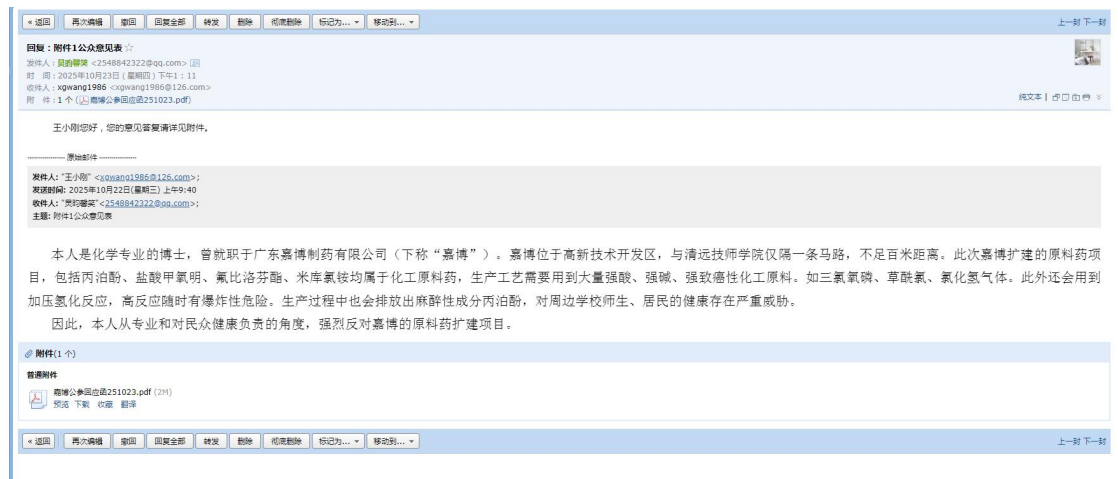 « 返回 再次编辑 撤回 回复全部 转发 删除 彻底删除 标记为... 移动到... 上一封 下一封
回复：附件1公众意见表 ☆
发件人：昊昀馨笑 <2548842322@qq.com>
时 间：2025年10月23日 ( 星期四 ) 下午1：11
收件人：xgwang1986 <xgwang1986@126.com>
附 件：1 个 ( 嘉博公参回应函251023.pdf)
纯文本 |
王小刚您好，您的意见答复请详见附件。
------------------ 原始邮件 ------------------
发件人: "王小刚" <xgwang1986@126.com>;
发送时间: 2025年10月22日(星期三) 上午9:40
收件人: "昊昀馨笑"<2548842322@qq.com>;
主题: 附件1公众意见表
本人是化学专业的博士，曾就职于广东嘉博制药有限公司（下称“嘉博”）。嘉博位于高新技术开发区，与清远技师学院仅隔一条马路，不足百米距离。此次嘉博扩建的原料药项
目，包括丙泊酚、盐酸甲氧明、氟比洛芬酯、米库氯铵均属于化工原料药，生产工艺需要用到大量强酸、强碱、强致癌性化工原料。如三氯氧磷、草酰氯、氯化氢气体。此外还会用到
加压氢化反应，高反应随时有爆炸性危险。生产过程中也会排放出麻醉性成分丙泊酚，对周边学校师生、居民的健康存在严重威胁。
因此，本人从专业和对民众健康负责的角度，强烈反对嘉博的原料药扩建项目。
附件(1 个)
普通附件
嘉博公参回应函251023.pdf (2M)
预览 下载 收藏 翻译
« 返回 再次编辑 撤回 回复全部 转发 删除 彻底删除 标记为... 移动到... 上一封 下一封